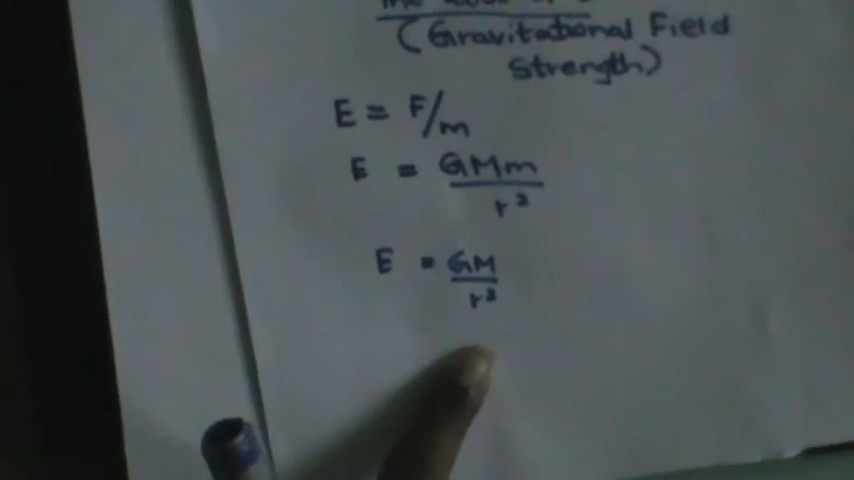 (Gravitational Field
Strength)
E = F/m
E = GMm
r²
E = GM
r²